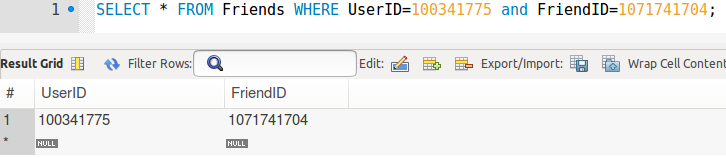 1 SELECT * FROM Friends WHERE UserID=100341775 and FriendID=1071741704;
Result Grid Filter Rows: Edit: Export/Import: Wrap Cell Content
# UserID FriendID
1 100341775 1071741704
* NULL NULL